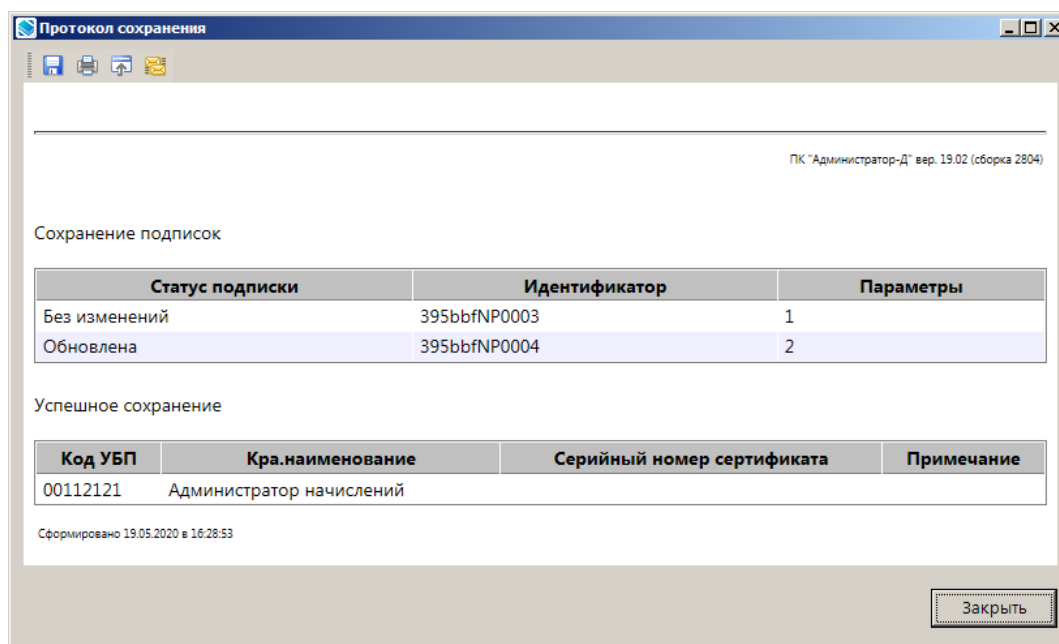 Протокол сохранения
ПК "Администратор-Д" вер. 19.02 (сборка 2804)
Сохранение подписок
Статус подписки Идентификатор Параметры
Без изменений 395bbfNP0003 1
Обновлена 395bbfNP0004 2
Успешное сохранение
Код УБП Кра.наименование Серийный номер сертификата Примечание
00112121 Администратор начислений
Сформировано 19.05.2020 в 16:28:53
Закрыть